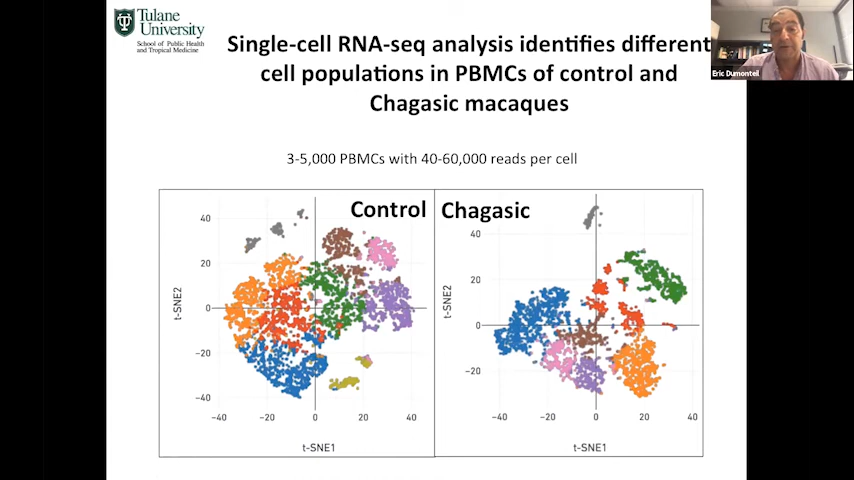 Tulane
University
School of Public Health
and Tropical Medicine
Single-cell RNA-seq analysis identifies different
cell populations in PBMCs of control and
Chagasic macaques
Eric Dumonteil
3-5,000 PBMCs with 40-60,000 reads per cell
Control
Chagasic
40
20
0
−20
−40
t-SNE2
−40
−20
0
20
40
t-SNE1
40
20
0
−20
t-SNE2
−40
−20
0
20
40
t-SNE1